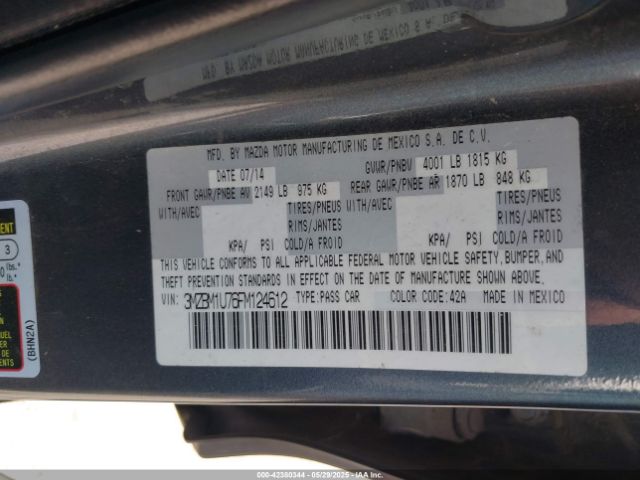 MFD. BY MAZDA MOTOR MANUFACTURING DE MEXICO S.A. DE C.V.
DATE 07/14 GVWR/PNBV 4001 LB 1815 KG
FRONT GAWR/PNBE AV 2149 LB 975 KG REAR GAWR/PNBE AR 1870 LB 848 KG
WITH/AVEC TIRES/PNEUS WITH/AVEC TIRES/PNEUS
RIMS/JANTES RIMS/JANTES
KPA/ PSI COLD/A FROID KPA/ PSI COLD/A FROID
THIS VEHICLE CONFORMS TO ALL APPLICABLE FEDERAL MOTOR VEHICLE SAFETY, BUMPER, AND
THEFT PREVENTION STANDARDS IN EFFECT ON THE DATE OF MANUFACTURE SHOWN ABOVE.
VIN: 3MZBM1U76FM124612 TYPE:PASS CAR COLOR CODE:42A MADE IN MEXICO
3
lbs.
(BHN2A)
000-42380344 - 05/29/2025 - IAAI.COM